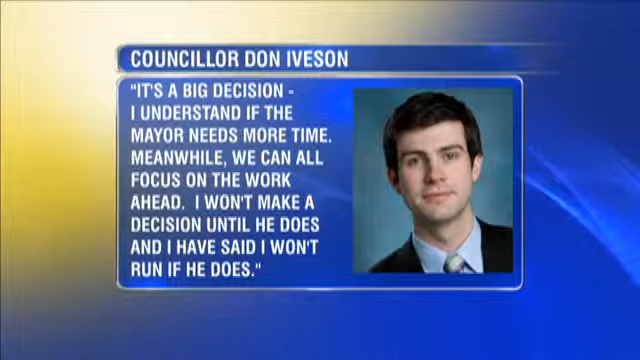 COUNCILLOR DON IVESON
"IT'S A BIG DECISION -
I UNDERSTAND IF THE
MAYOR NEEDS MORE TIME.
MEANWHILE, WE CAN ALL
FOCUS ON THE WORK
AHEAD. I WON'T MAKE A
DECISION UNTIL HE DOES
AND I HAVE SAID I WON'T
RUN IF HE DOES."